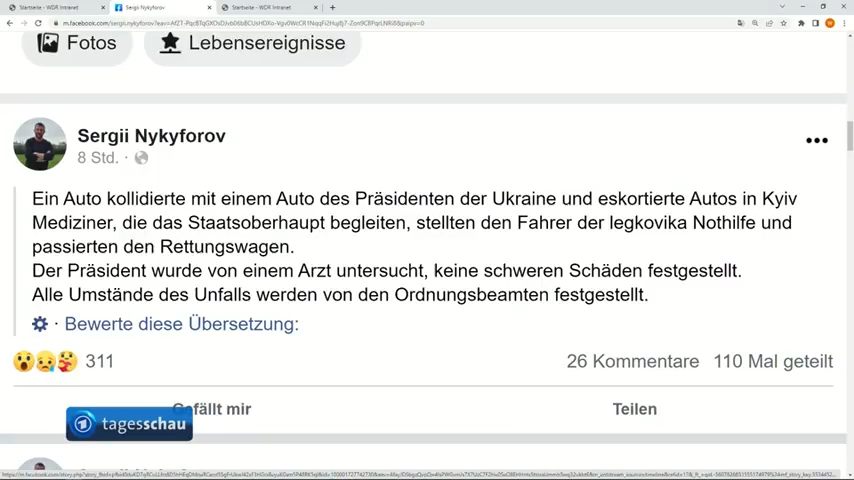 Startseite - WDR Intranet
Sergii Nykyforov
Startseite - WDR Intranet
Fotos
Lebensereignisse
Sergii Nykyforov
8 Std. ·
Ein Auto kollidierte mit einem Auto des Präsidenten der Ukraine und eskortierte Autos in Kyiv
Mediziner, die das Staatsoberhaupt begleiten, stellten den Fahrer der legkovika Nothilfe und
passierten den Rettungswagen.
Der Präsident wurde von einem Arzt untersucht, keine schweren Schäden festgestellt.
Alle Umstände des Unfalls werden von den Ordnungsbeamten festgestellt.
· Bewerte diese Übersetzung:
311
26 Kommentare 110 Mal geteilt
Gefällt mir
Teilen
tagesschau